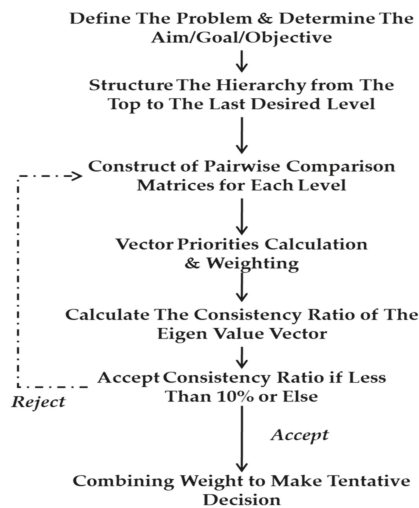 Define The Problem & Determine The
Aim/Goal/Objective
Structure The Hierarchy from The
Top to The Last Desired Level
Construct of Pairwise Comparison
Matrices for Each Level
Vector Priorities Calculation
& Weighting
Calculate The Consistency Ratio of The
Eigen Value Vector
Accept Consistency Ratio if Less
Than 10% or Else
Reject
Accept
Combining Weight to Make Tentative
Decision